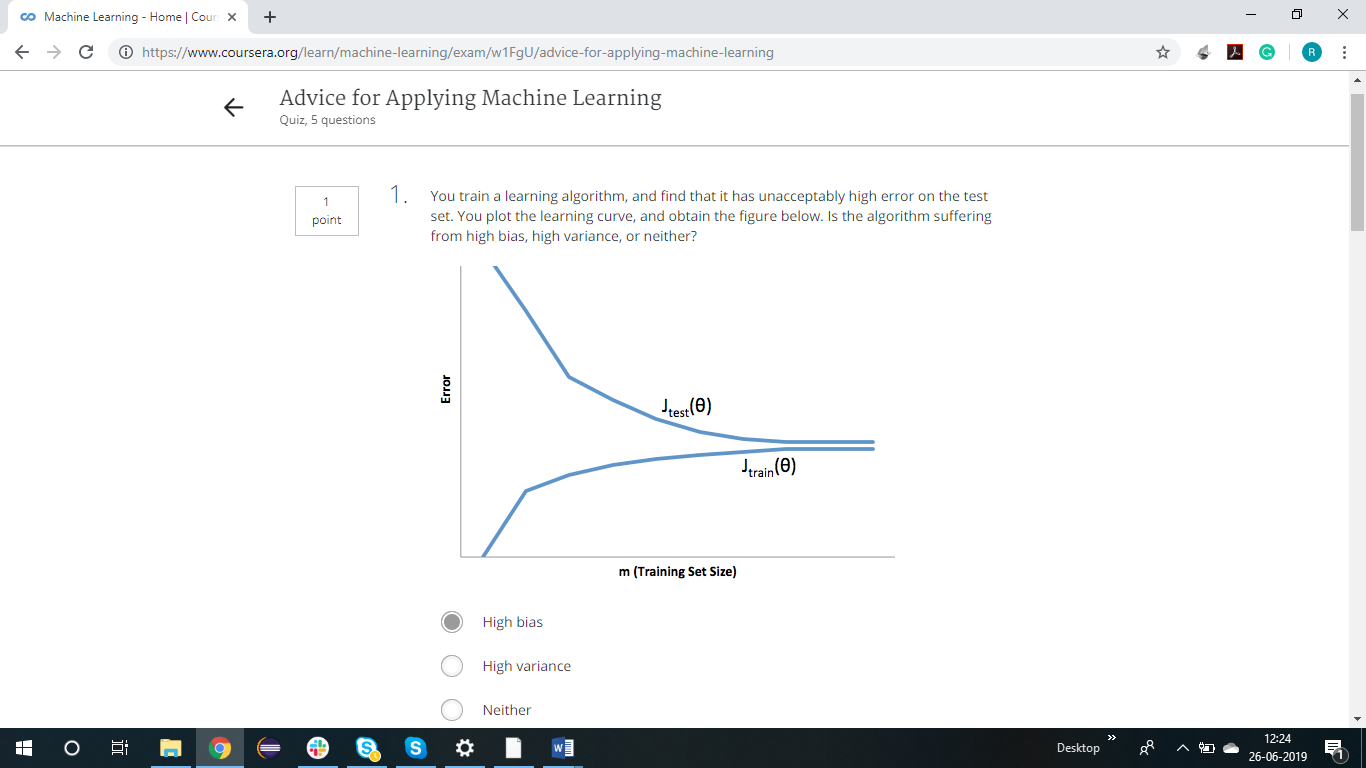 Machine Learning - Home | Cour
https://www.coursera.org/learn/machine-learning/exam/w1FgU/advice-for-applying-machine-learning
R
Advice for Applying Machine Learning
Quiz, 5 questions
1
point
1.
You train a learning algorithm, and find that it has unacceptably high error on the test
set. You plot the learning curve, and obtain the figure below. Is the algorithm suffering
from high bias, high variance, or neither?
Error
Jtest(θ)
Jtrain(θ)
m (Training Set Size)
High bias
High variance
Neither
Desktop
12:24
26-06-2019
1